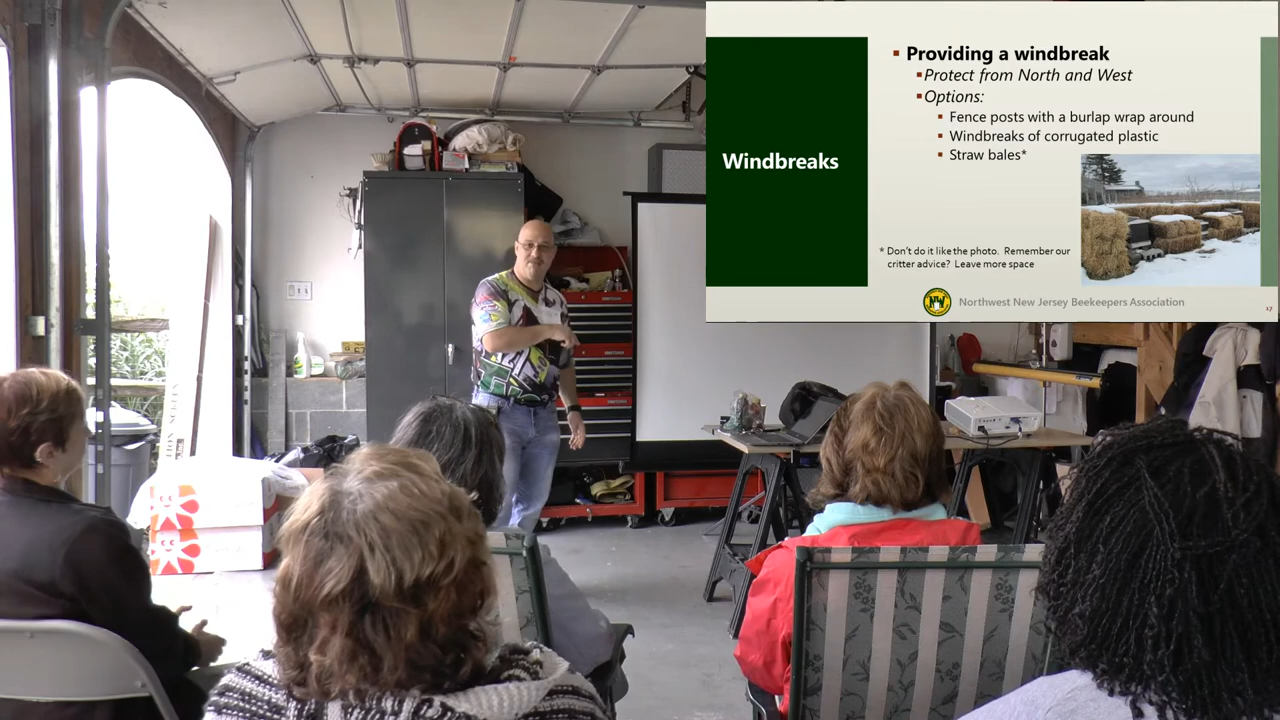 Windbreaks
Providing a windbreak
Protect from North and West
Options:
Fence posts with a burlap wrap around
Windbreaks of corrugated plastic
Straw bales*
* Don't do it like the photo. Remember our
critter advice? Leave more space
NW
Northwest New Jersey Beekeepers Association
17